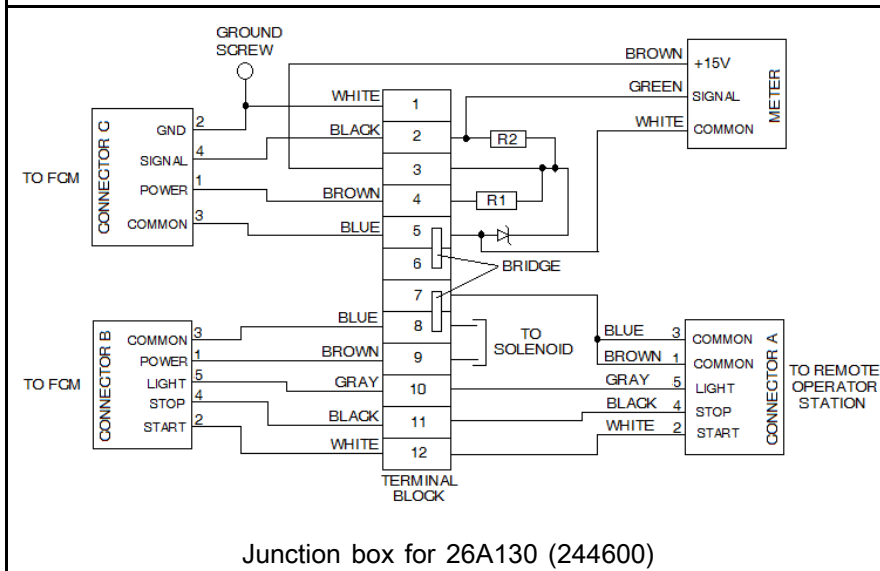 GROUND
SCREW
BROWN
+15V
GREEN
SIGNAL
WHITE
COMMON
METER
WHITE
1
BLACK
2
R2
3
BROWN
4
R1
BLUE
5
6
BRIDGE
7
TO FCM
CONNECTOR C
GND
2
SIGNAL
4
POWER
1
COMMON
3
BLUE
8
TO
SOLENOID
BROWN
9
GRAY
10
BLACK
11
WHITE
12
TERMINAL
BLOCK
TO FCM
CONNECTOR B
COMMON
3
POWER
1
LIGHT
5
STOP
4
START
2
BLUE
3
COMMON
BROWN
1
COMMON
GRAY
5
LIGHT
BLACK
4
STOP
WHITE
2
START
CONNECTOR A
TO REMOTE
OPERATOR
STATION
Junction box for 26A130 (244600)